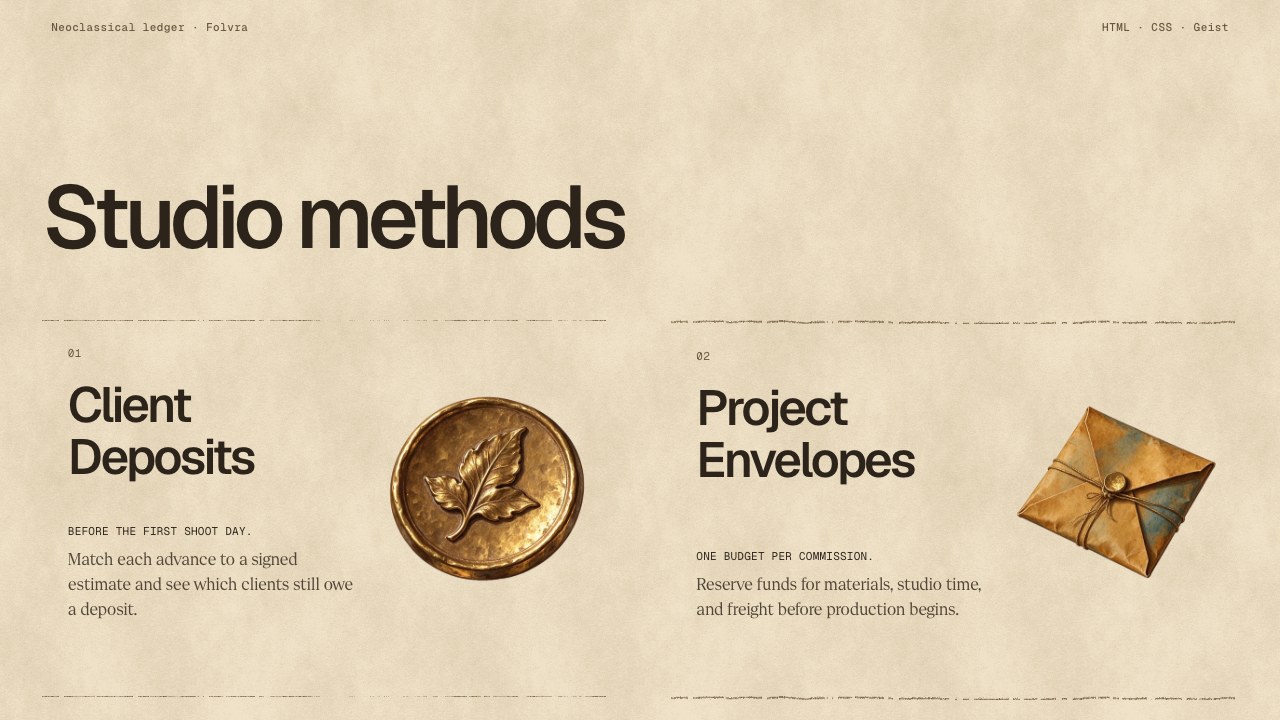 Neoclassical ledger · Folvra
HTML · CSS · Geist
Studio methods
01
Client
Deposits
BEFORE THE FIRST SHOOT DAY.
Match each advance to a signed
estimate and see which clients still owe
a deposit.
02
Project
Envelopes
ONE BUDGET PER COMMISSION.
Reserve funds for materials, studio time,
and freight before production begins.